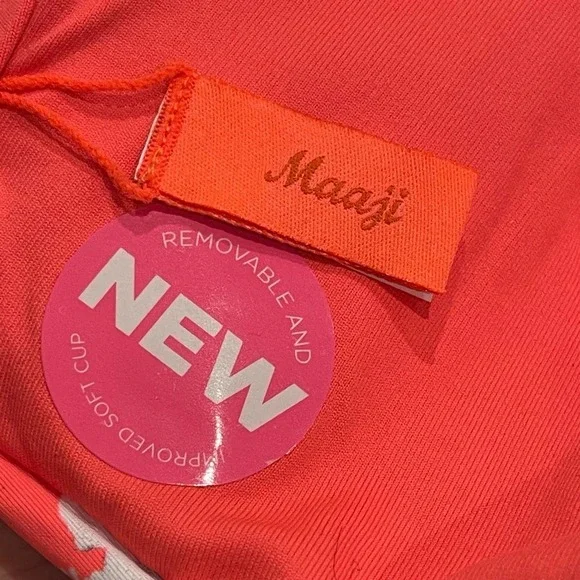 Maaji
REMOVABLE AND
NEW
IMPROVED SOFT CUP